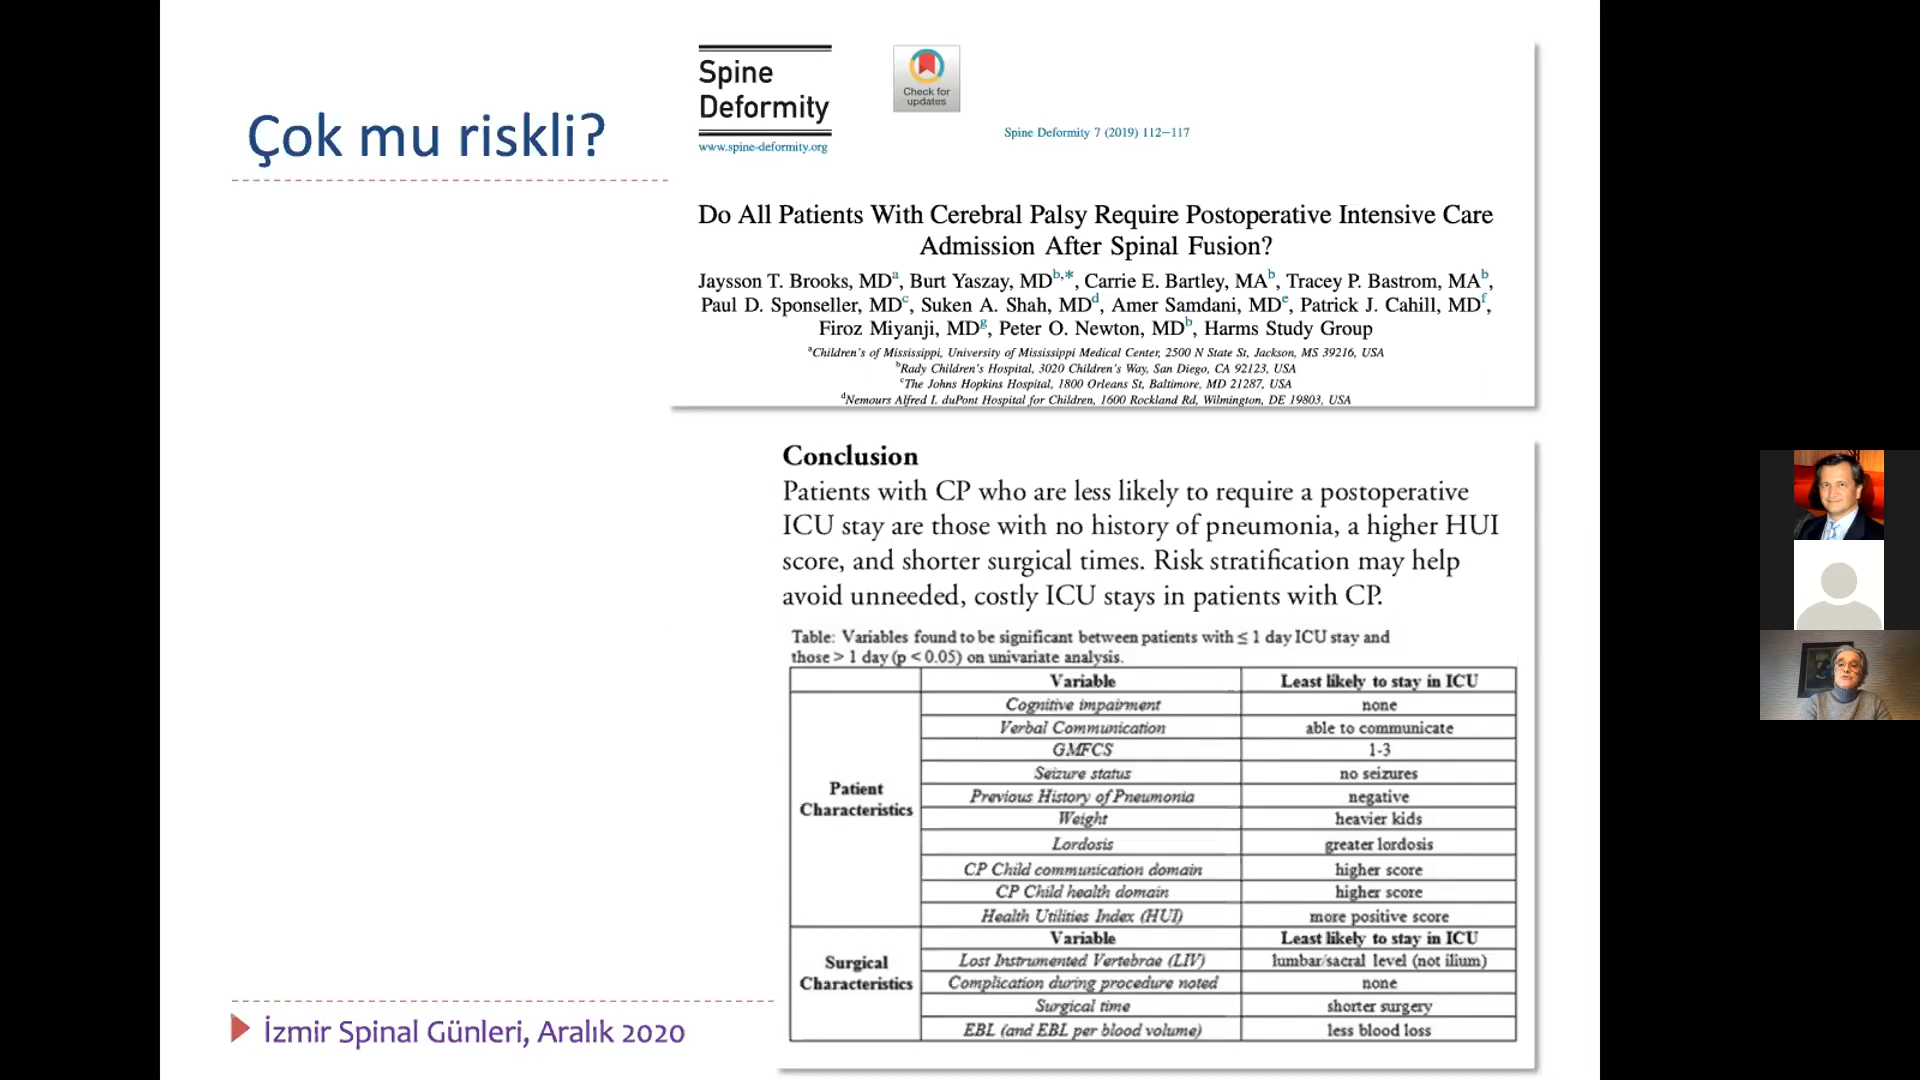 Çok mu riskli?
Spine
Deformity
www.spine-deformity.org
Check for
updates
Spine Deformity 7 (2019) 112–117
Do All Patients With Cerebral Palsy Require Postoperative Intensive Care
Admission After Spinal Fusion?
Jaysson T. Brooks, MDa, Burt Yaszay, MDb,*, Carrie E. Bartley, MAb, Tracey P. Bastrom, MAb,
Paul D. Sponseller, MDc, Suken A. Shah, MDd, Amer Samdani, MDe, Patrick J. Cahill, MDf,
Firoz Miyanji, MDg, Peter O. Newton, MDb, Harms Study Group
aChildren's of Mississippi, University of Mississippi Medical Center, 2500 N State St, Jackson, MS 39216, USA
bRady Children's Hospital, 3020 Children's Way, San Diego, CA 92123, USA
cThe Johns Hopkins Hospital, 1800 Orleans St, Baltimore, MD 21287, USA
dNemours Alfred I. duPont Hospital for Children, 1600 Rockland Rd, Wilmington, DE 19803, USA
Conclusion
Patients with CP who are less likely to require a postoperative
ICU stay are those with no history of pneumonia, a higher HUI
score, and shorter surgical times. Risk stratification may help
avoid unneeded, costly ICU stays in patients with CP.
Table: Variables found to be significant between patients with ≤ 1 day ICU stay and
those > 1 day (p < 0.05) on univariate analysis.
Variable Least likely to stay in ICU
Patient
Characteristics
Cognitive impairment none
Verbal Communication able to communicate
GMFCS 1-3
Seizure status no seizures
Previous History of Pneumonia negative
Weight heavier kids
Lordosis greater lordosis
CP Child communication domain higher score
CP Child health domain higher score
Health Utilities Index (HUI) more positive score
Surgical
Characteristics
Variable Least likely to stay in ICU
Lost Instrumented Vertebrae (LIV) lumbar/sacral level (not ilium)
Complication during procedure noted none
Surgical time shorter surgery
EBL (and EBL per blood volume) less blood loss
İzmir Spinal Günleri, Aralık 2020